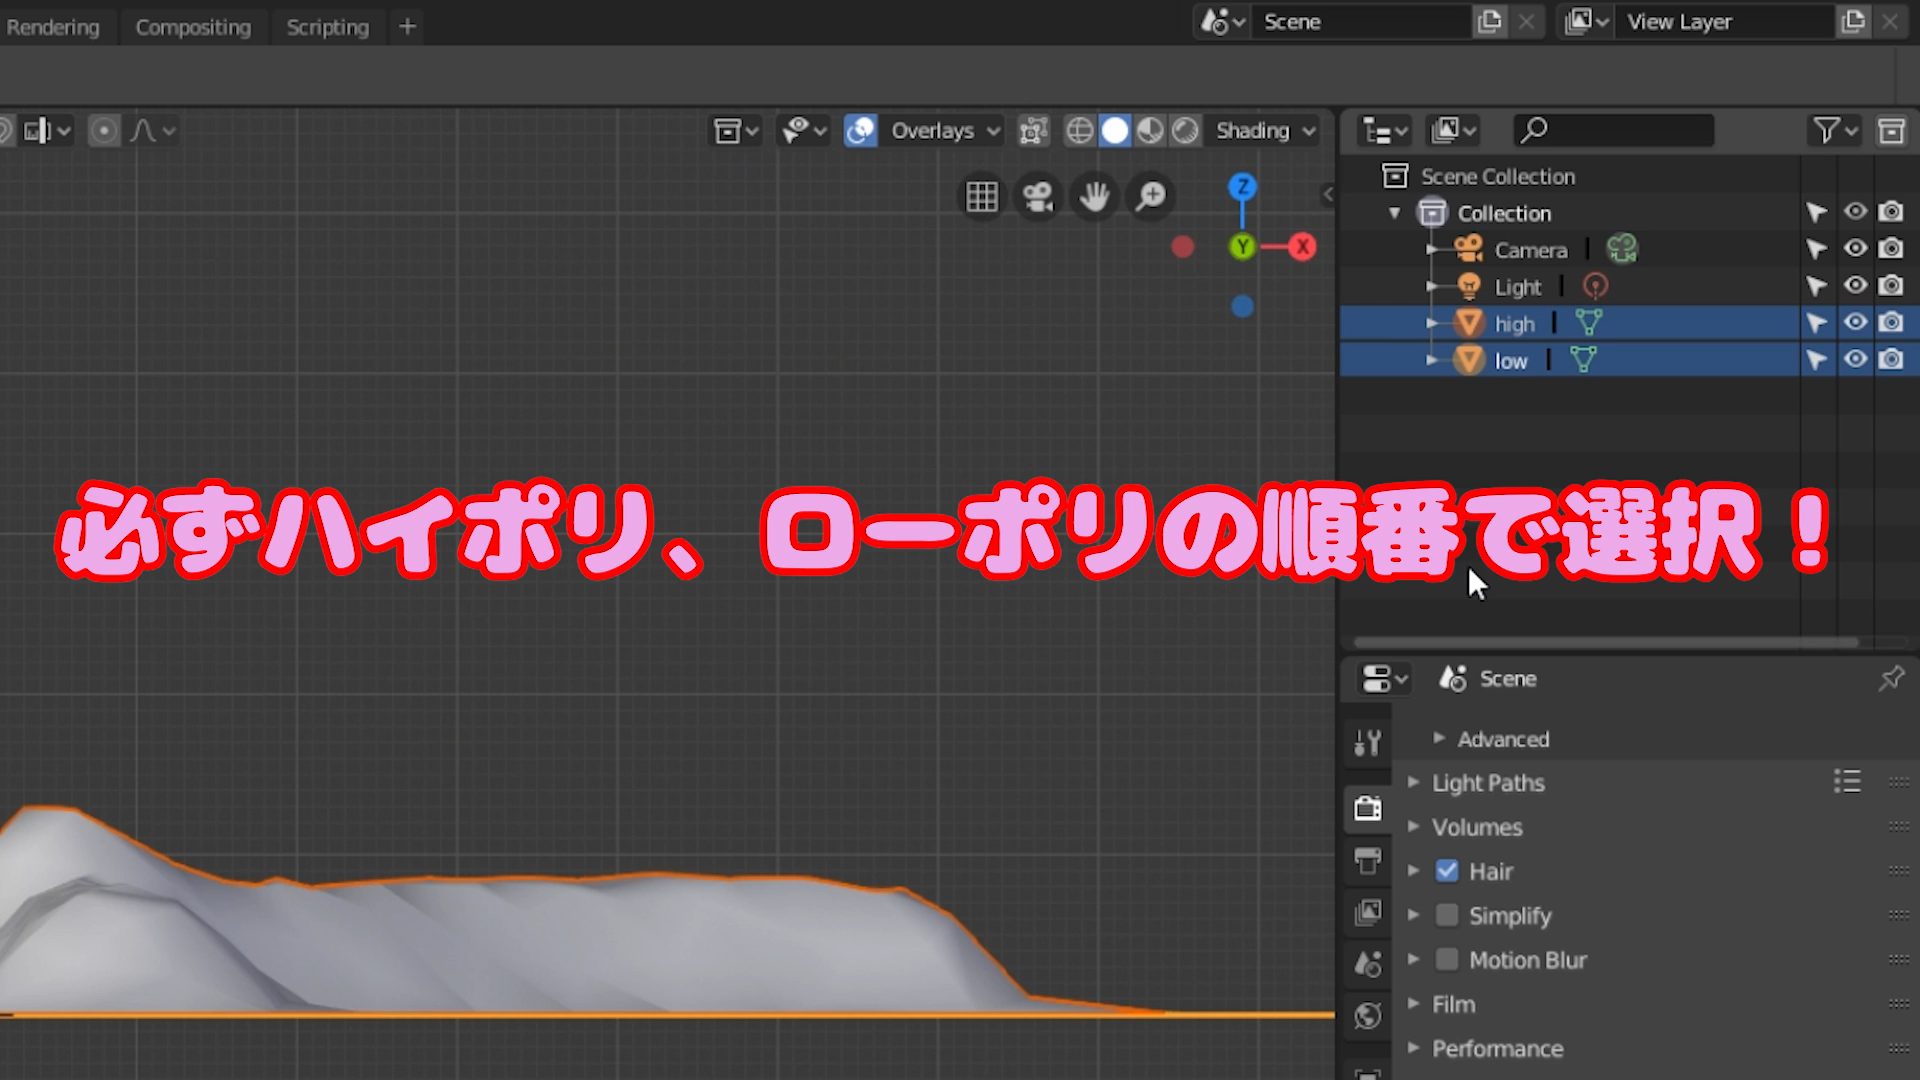 Rendering Compositing Scripting + Scene View Layer
Overlays Shading
Scene Collection
Collection
Camera
Light
high
low
Z
Y X
必ずハイポリ、ローポリの順番で選択！
Scene
Advanced
Light Paths
Volumes
Hair
Simplify
Motion Blur
Film
Performance